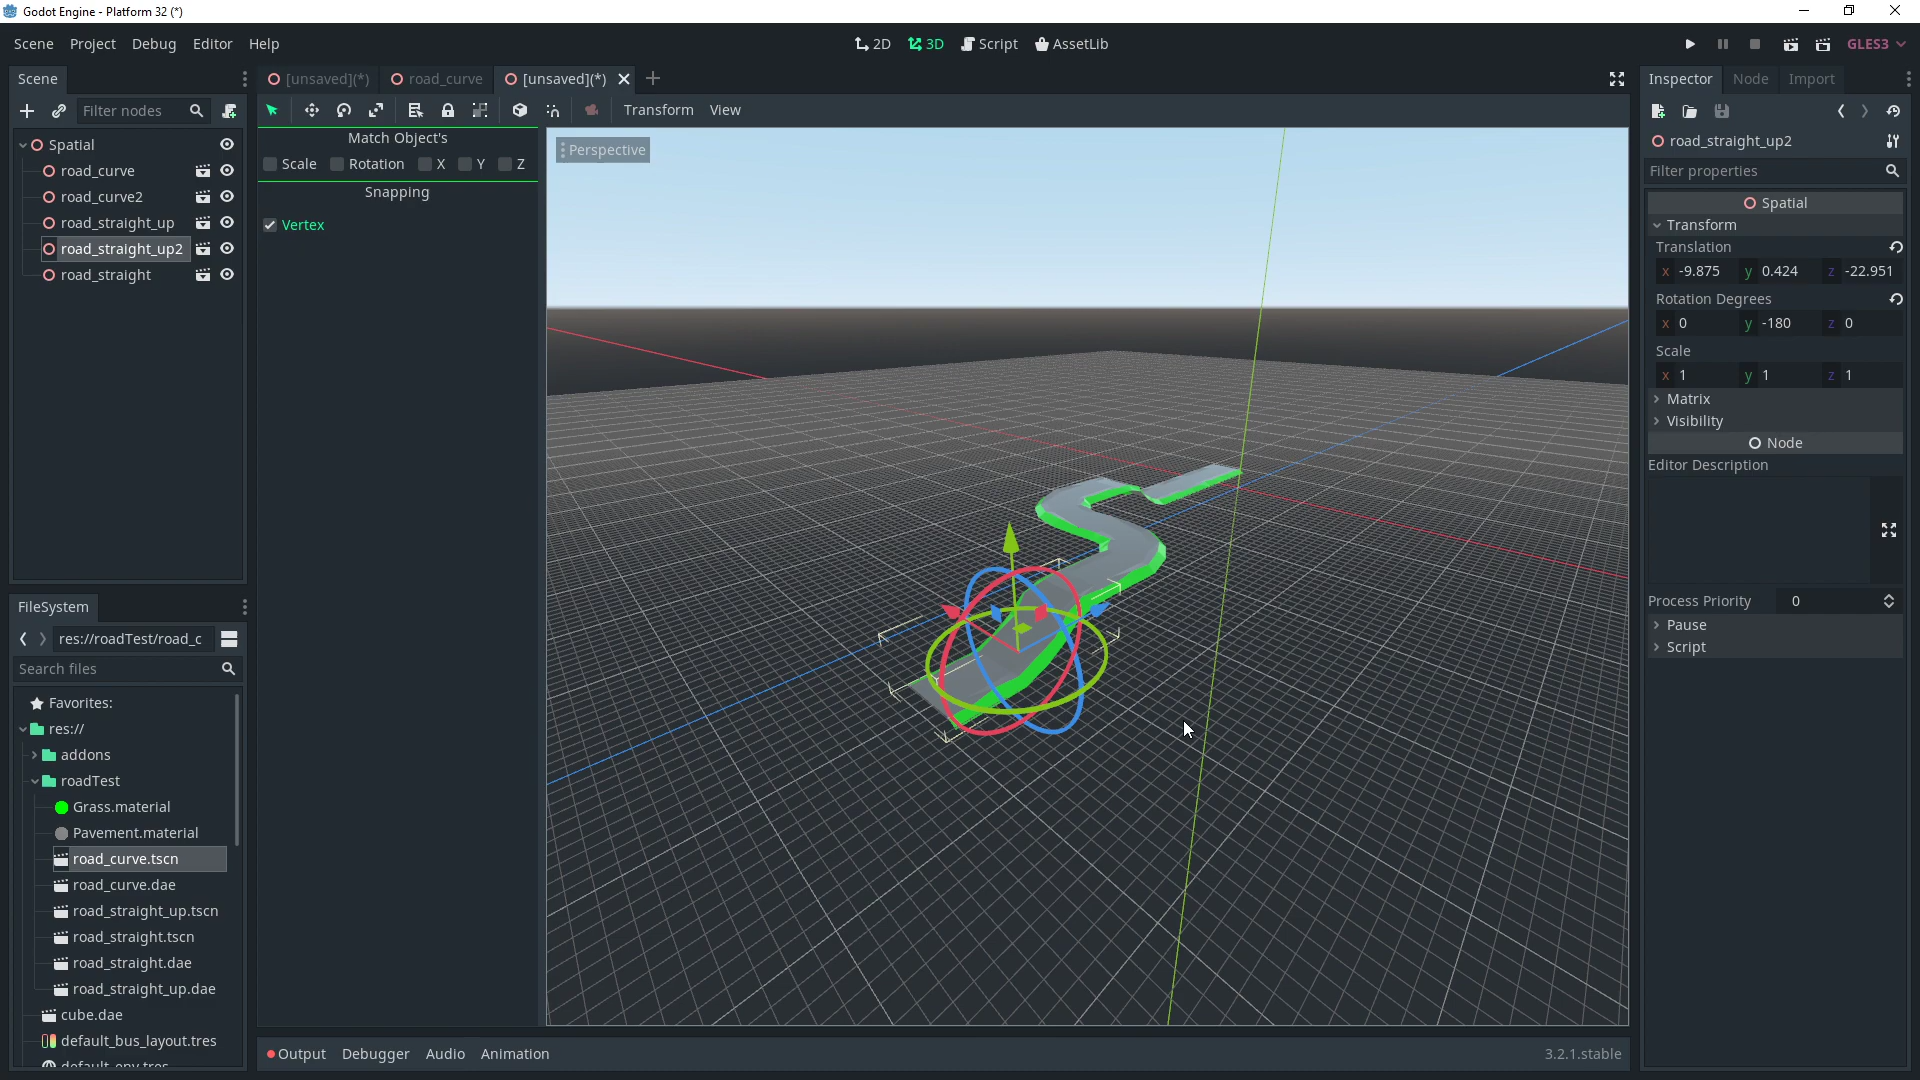 Godot Engine - Platform 32 (*)
Scene Project Debug Editor Help
2D 3D Script AssetLib
GLES3
Scene
[unsaved](*) road_curve [unsaved](*)
Inspector Node Import
Filter nodes
Transform View
Match Object's
Scale Rotation X Y Z
Snapping
Vertex
Perspective
Spatial
road_curve
road_curve2
road_straight_up
road_straight_up2
road_straight
road_straight_up2
Filter properties
Spatial
Transform
Translation
x -9.875 y 0.424 z -22.951
Rotation Degrees
x 0 y -180 z 0
Scale
x 1 y 1 z 1
Matrix
Visibility
Node
Editor Description
Process Priority 0
Pause
Script
FileSystem
res://roadTest/road_c
Search files
Favorites:
res://
addons
roadTest
Grass.material
Pavement.material
road_curve.tscn
road_curve.dae
road_straight_up.tscn
road_straight.tscn
road_straight.dae
road_straight_up.dae
cube.dae
default_bus_layout.tres
default_env.tres
Output Debugger Audio Animation
3.2.1.stable